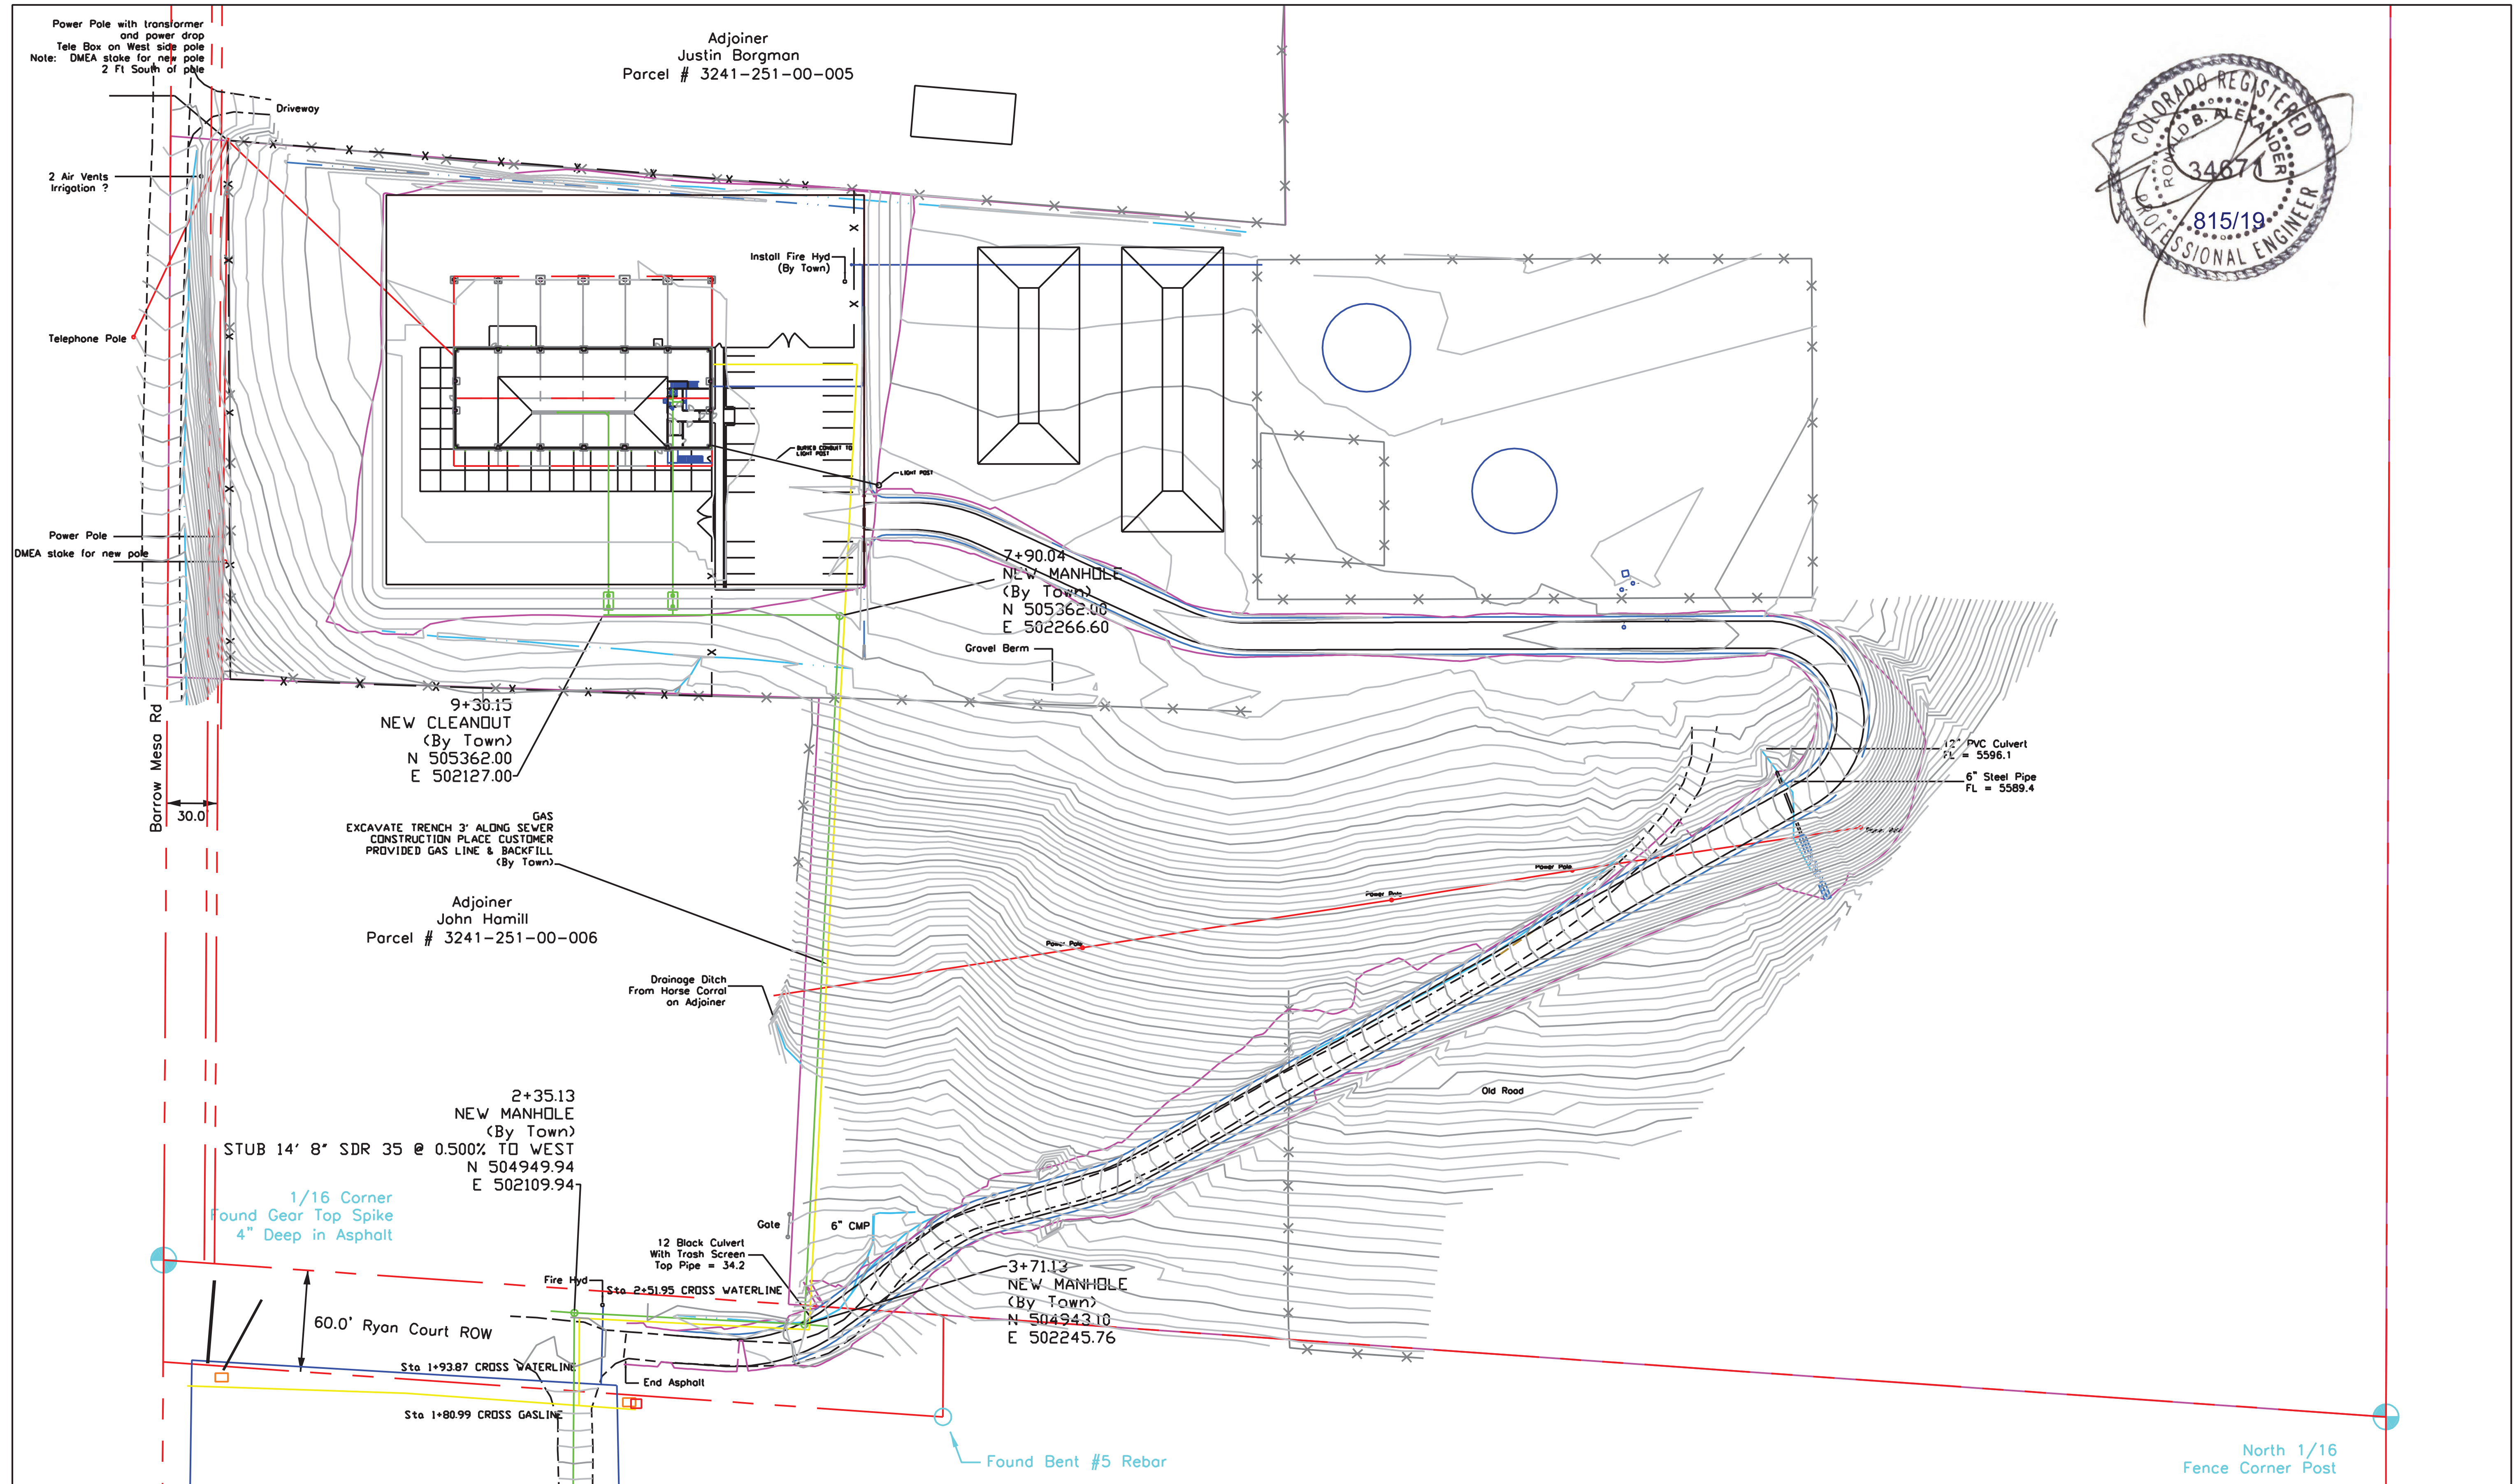 Power Pole with transformer
and power drop
Tele Box on West side pole
Note: DMEA stake for new pole
2 Ft South of pole
Adjoiner
Justin Borgman
Parcel # 3241-251-00-005
COLORADO REGISTERED
RONALD B. ALEXANDER
34671
815/19
PROFESSIONAL ENGINEER
Driveway
2 Air Vents
Irrigation ?
Install Fire Hyd
(By Town)
Telephone Pole
BURIED CONDUIT TO
LIGHT POST
LIGHT POST
Power Pole
DMEA stake for new pole
7+90.04
NEW MANHOLE
(By Town)
N 505362.00
E 502266.60
Gravel Berm
9+30.15
NEW CLEANOUT
(By Town)
N 505362.00
E 502127.00
Barrow Mesa Rd
30.0
12" PVC Culvert
FL = 5596.1
6" Steel Pipe
FL = 5589.4
GAS
EXCAVATE TRENCH 3' ALONG SEWER
CONSTRUCTION PLACE CUSTOMER
PROVIDED GAS LINE & BACKFILL
(By Town)
Power Pole
Power Pole
Power Pole
Adjoiner
John Hamill
Parcel # 3241-251-00-006
Drainage Ditch
From Horse Corral
on Adjoiner
Old Road
2+35.13
NEW MANHOLE
(By Town)
STUB 14' 8" SDR 35 @ 0.500% TO WEST
N 504949.94
E 502109.94
1/16 Corner
Found Gear Top Spike
4" Deep in Asphalt
Gate
6" CMP
12 Black Culvert
With Trash Screen
Top Pipe = 34.2
3+71.13
NEW MANHOLE
(By Town)
N 504943.10
E 502245.76
Fire Hyd
Sta 2+51.95 CROSS WATERLINE
60.0' Ryan Court ROW
Sta 1+93.87 CROSS WATERLINE
End Asphalt
Sta 1+80.99 CROSS GASLINE
Found Bent #5 Rebar
North 1/16
Fence Corner Post